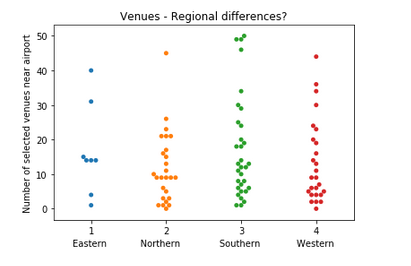 Venues - Regional differences?
Number of selected venues near airport
50
40
30
20
10
0
1 2 3 4
Eastern Northern Southern Western